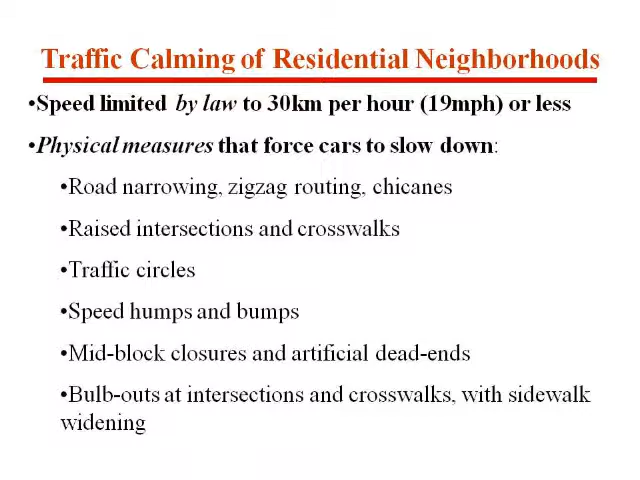 Traffic Calming of Residential Neighborhoods
•Speed limited by law to 30km per hour (19mph) or less
•Physical measures that force cars to slow down:
•Road narrowing, zigzag routing, chicanes
•Raised intersections and crosswalks
•Traffic circles
•Speed humps and bumps
•Mid-block closures and artificial dead-ends
•Bulb-outs at intersections and crosswalks, with sidewalk
widening